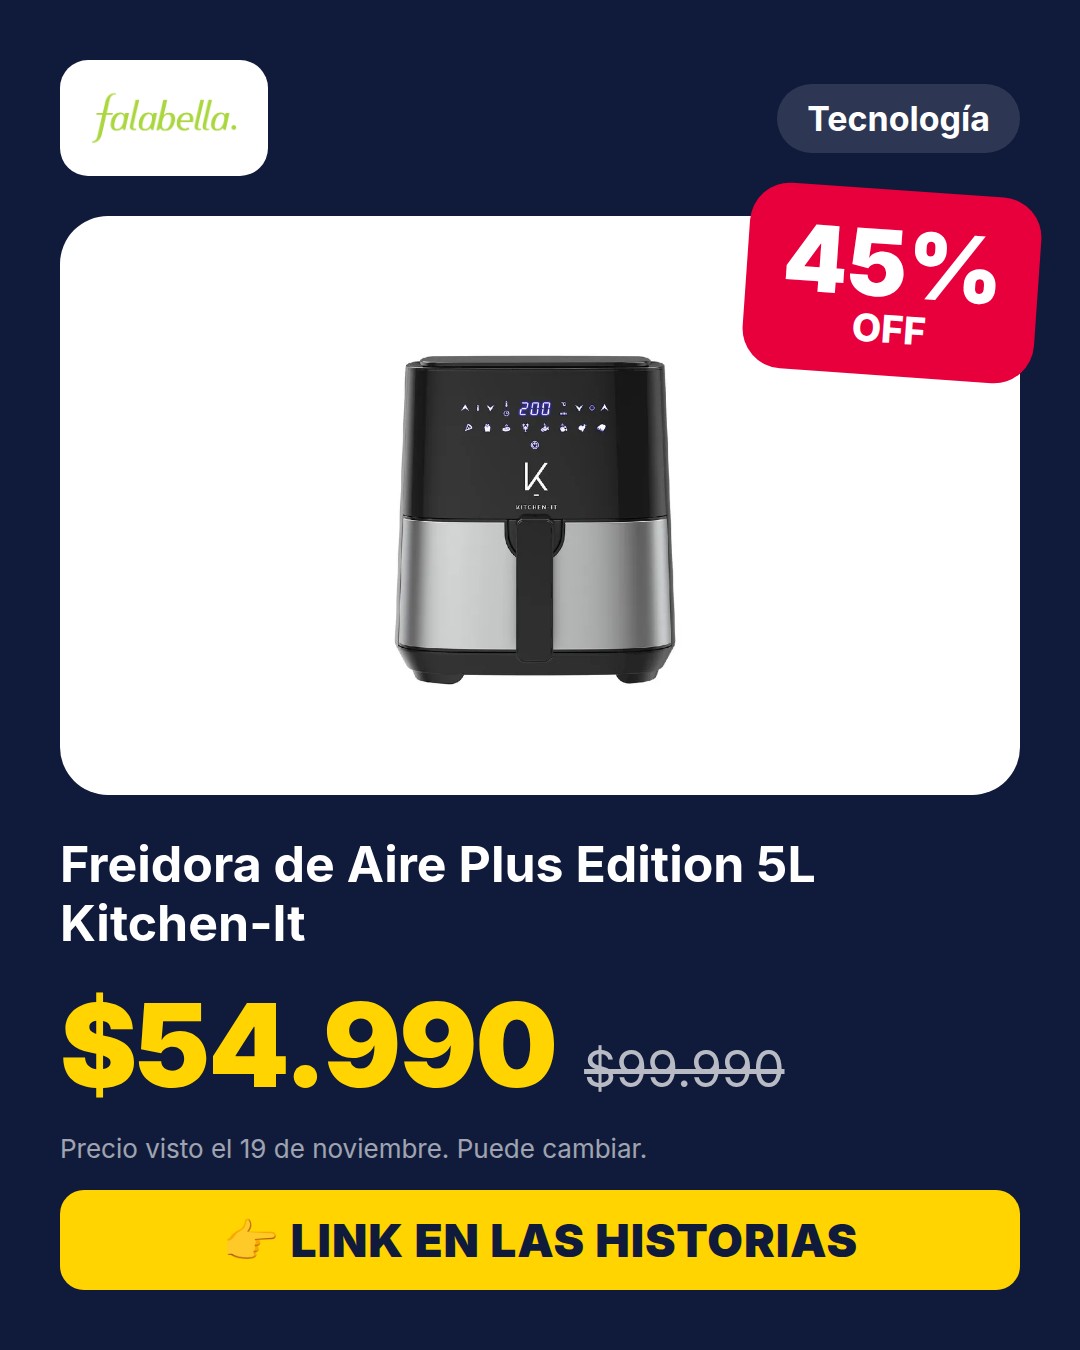 falabella.
Tecnología
45%
OFF
200
KITCHEN-IT
Freidora de Aire Plus Edition 5L
Kitchen-It
$54.990 $99.990
Precio visto el 19 de noviembre. Puede cambiar.
👉 LINK EN LAS HISTORIAS